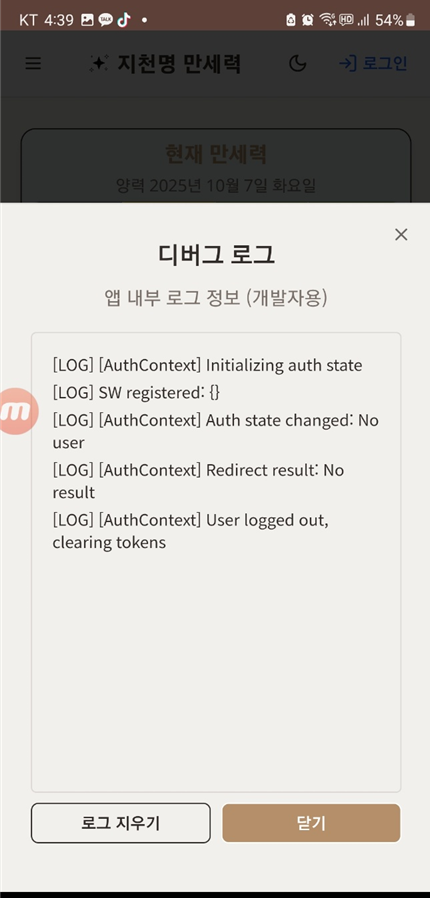 KT 4:39 TALK HD 54%
지천명 만세력 로그인
현재 만세력
양력 2025년 10월 7일 화요일
디버그 로그
앱 내부 로그 정보 (개발자용)
[LOG] [AuthContext] Initializing auth state
[LOG] SW registered: {}
[LOG] [AuthContext] Auth state changed: No
user
[LOG] [AuthContext] Redirect result: No
result
[LOG] [AuthContext] User logged out,
clearing tokens
로그 지우기 닫기